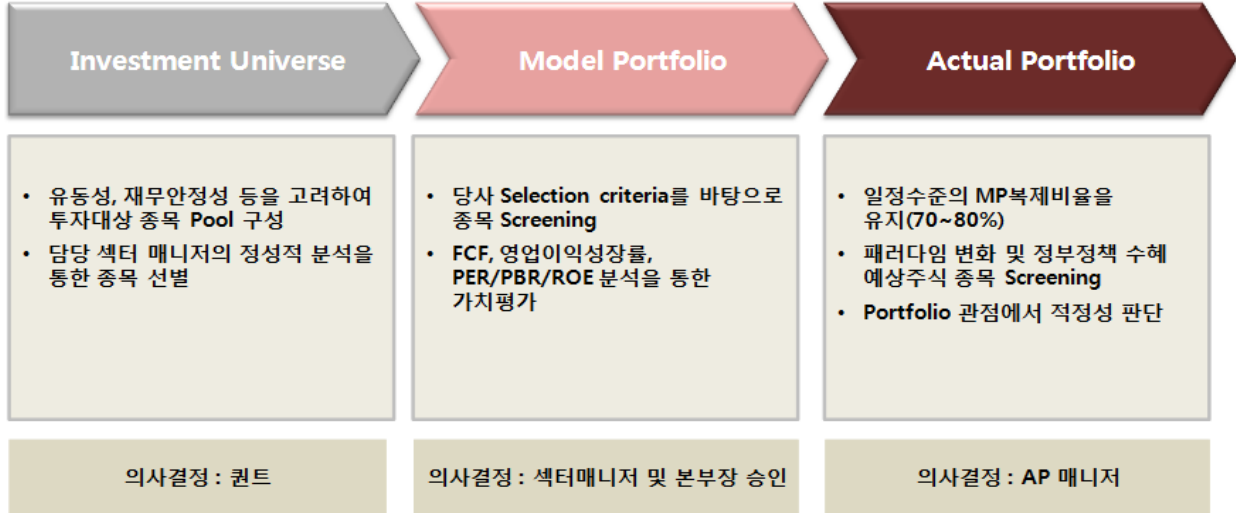 Investment Universe
Model Portfolio
Actual Portfolio
• 유동성, 재무안정성 등을 고려하여
투자대상 종목 Pool 구성
• 담당 섹터 매니저의 정성적 분석을
통한 종목 선별
• 당사 Selection criteria를 바탕으로
종목 Screening
• FCF, 영업이익성장률,
PER/PBR/ROE 분석을 통한
가치평가
• 일정수준의 MP복제비율을
유지(70~80%)
• 패러다임 변화 및 정부정책 수혜
예상주식 종목 Screening
• Portfolio 관점에서 적정성 판단
의사결정 : 퀀트
의사결정 : 섹터매니저 및 본부장 승인
의사결정 : AP 매니저